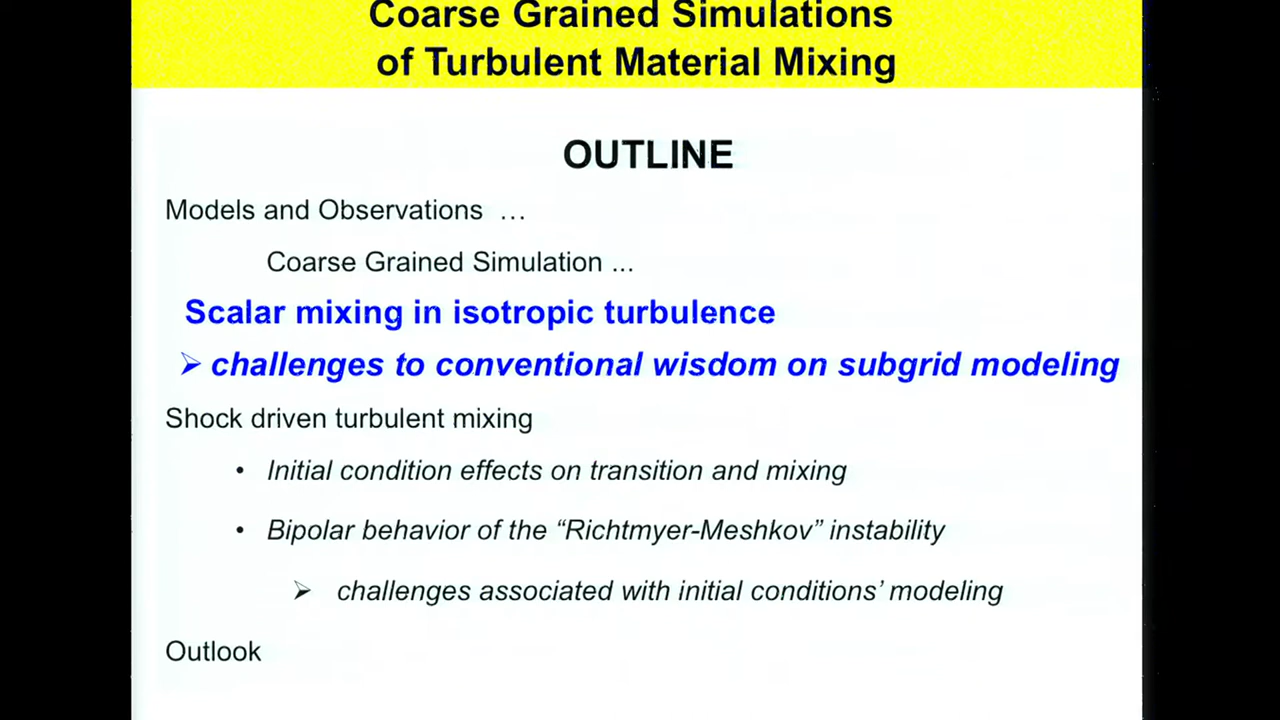 Coarse Grained Simulations
of Turbulent Material Mixing
OUTLINE
Models and Observations …
Coarse Grained Simulation ...
Scalar mixing in isotropic turbulence
➢ challenges to conventional wisdom on subgrid modeling
Shock driven turbulent mixing
• Initial condition effects on transition and mixing
• Bipolar behavior of the “Richtmyer-Meshkov” instability
➢ challenges associated with initial conditions’ modeling
Outlook